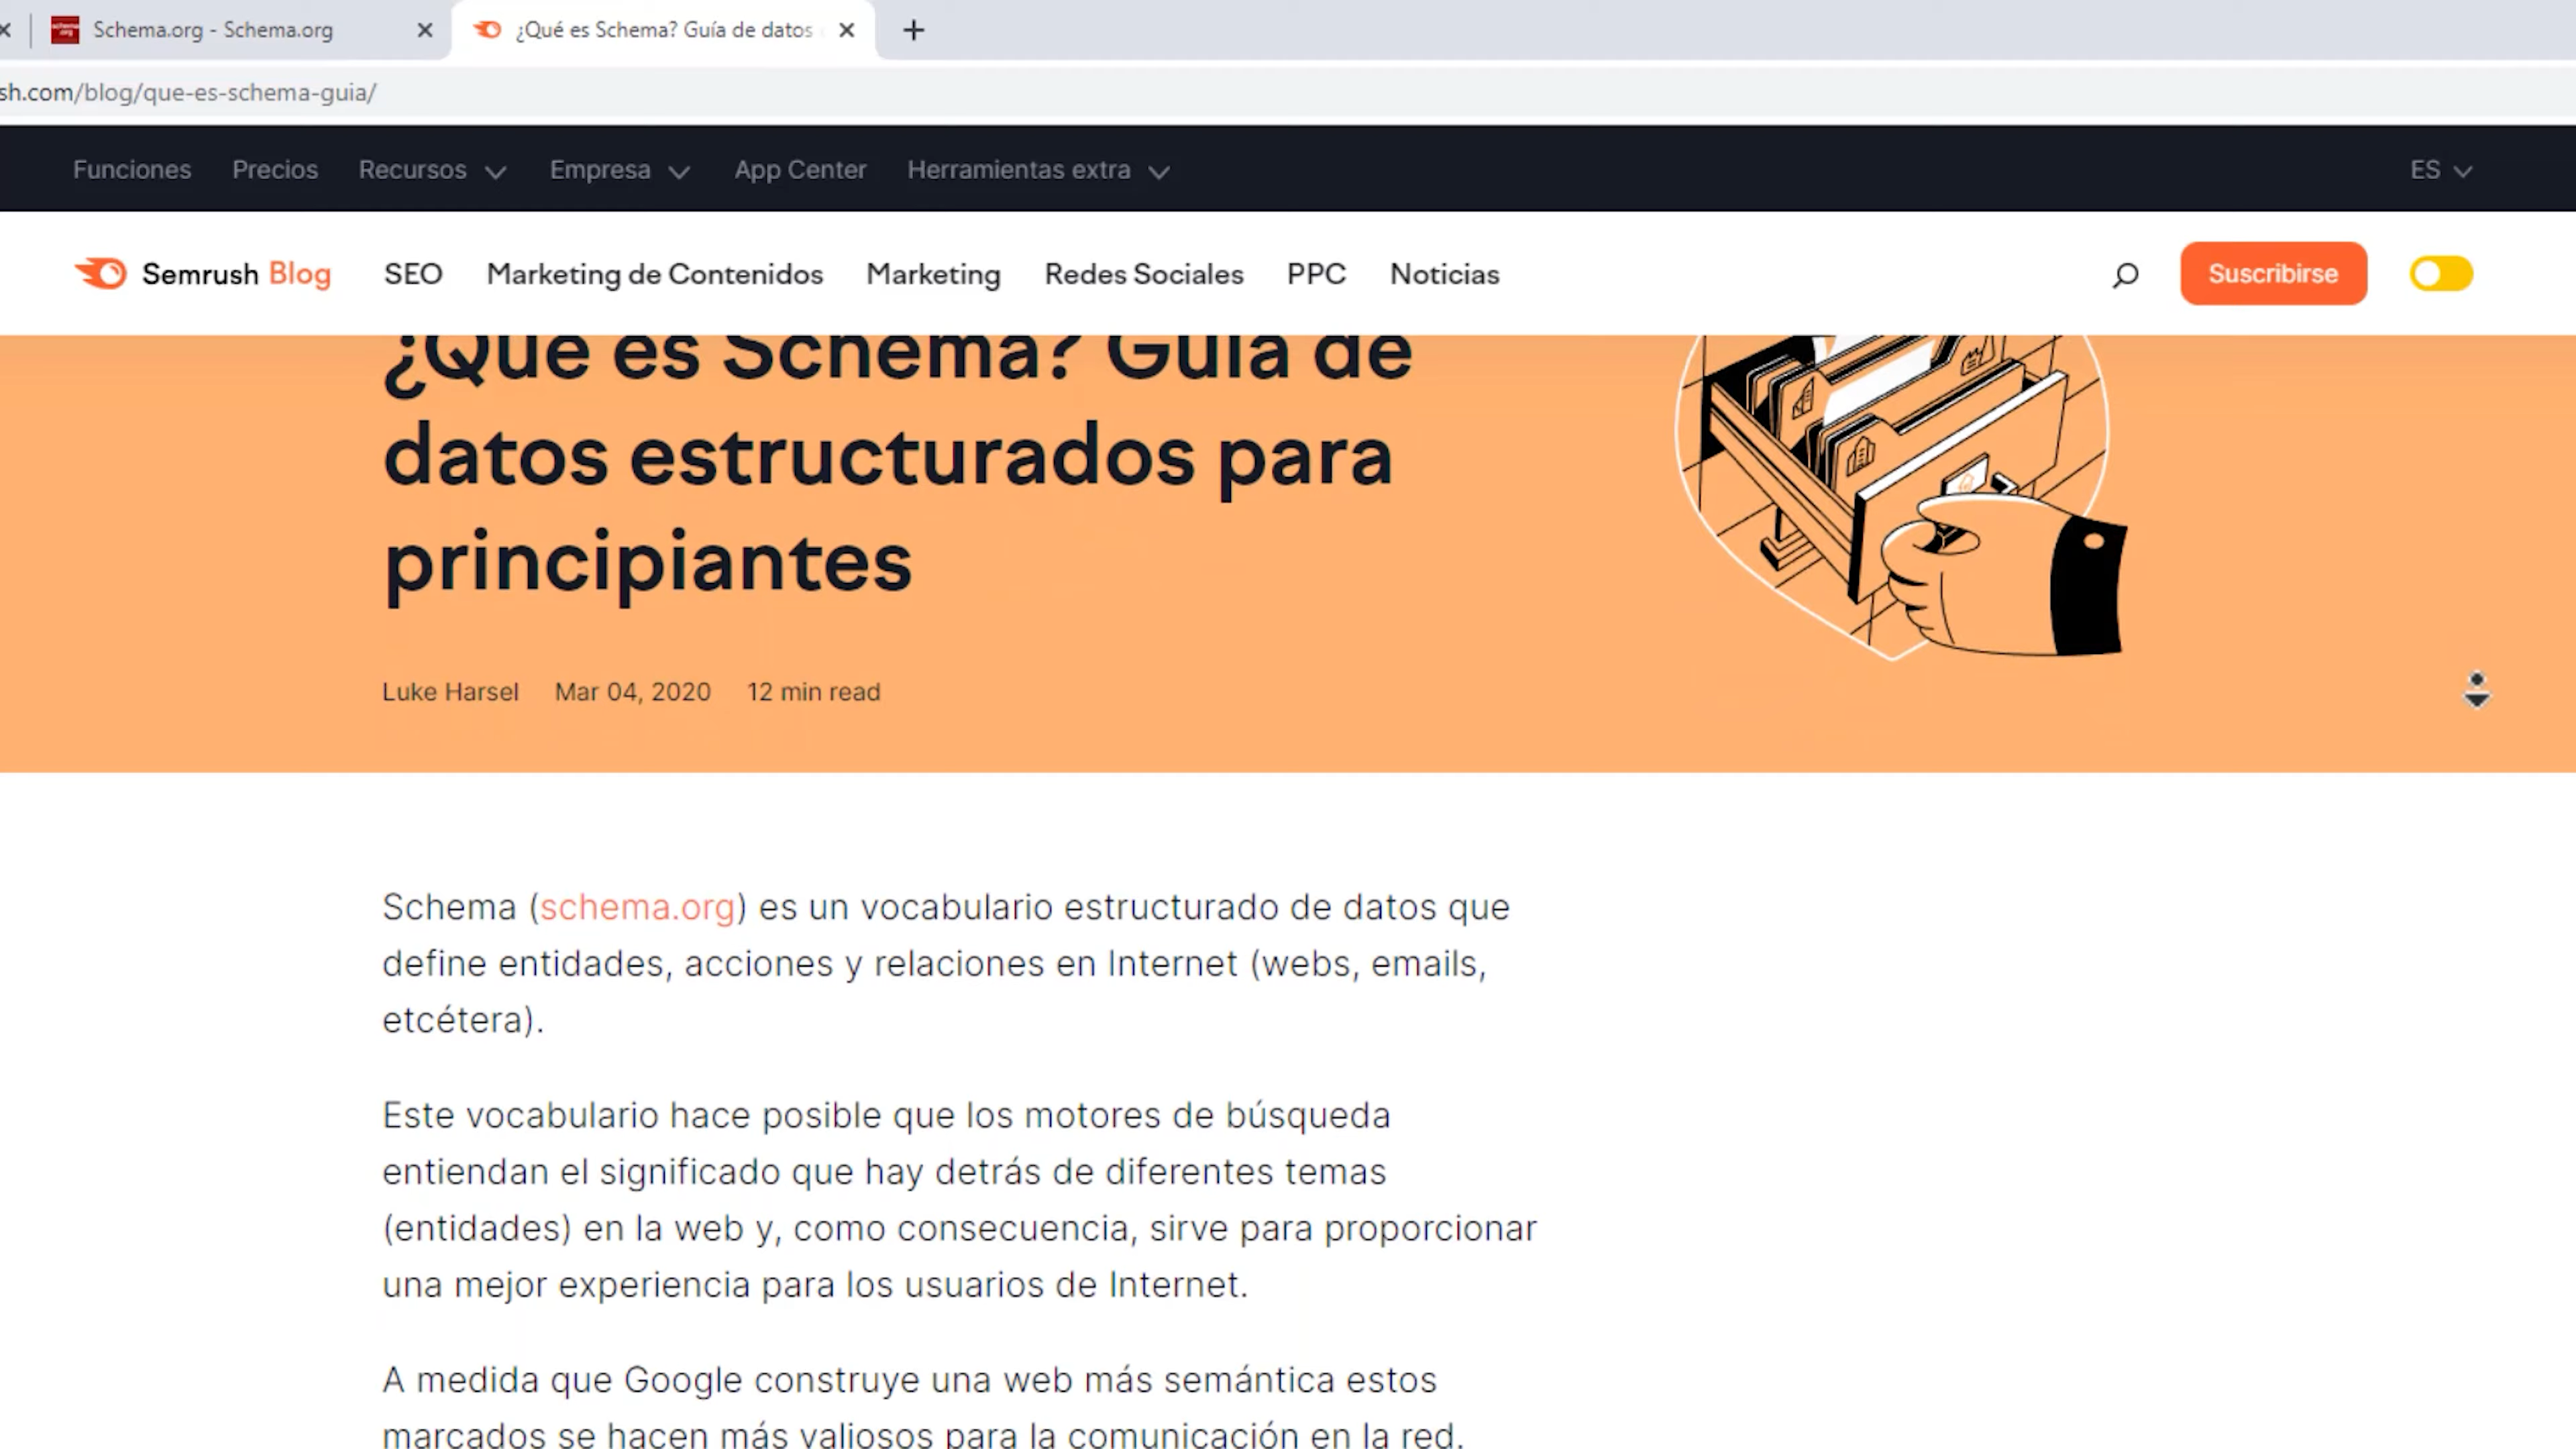 Schema.org - Schema.org
¿Qué es Schema? Guía de datos
sh.com/blog/que-es-schema-guia/
Funciones Precios Recursos Empresa App Center Herramientas extra ES
Semrush Blog SEO Marketing de Contenidos Marketing Redes Sociales PPC Noticias Suscribirse
¿Qué es Schema? Guía de
datos estructurados para
principiantes
Luke Harsel Mar 04, 2020 12 min read
Schema (schema.org) es un vocabulario estructurado de datos que
define entidades, acciones y relaciones en Internet (webs, emails,
etcétera).
Este vocabulario hace posible que los motores de búsqueda
entiendan el significado que hay detrás de diferentes temas
(entidades) en la web y, como consecuencia, sirve para proporcionar
una mejor experiencia para los usuarios de Internet.
A medida que Google construye una web más semántica estos
marcados se hacen más valiosos para la comunicación en la red.